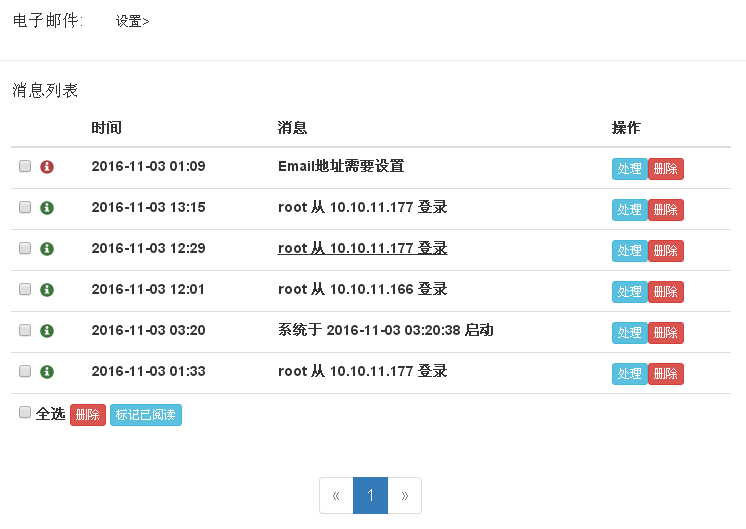 电子邮件: 设置>
消息列表
时间 消息 操作
2016-11-03 01:09 Email地址需要设置 处理 删除
2016-11-03 13:15 root 从 10.10.11.177 登录 处理 删除
2016-11-03 12:29 root 从 10.10.11.177 登录 处理 删除
2016-11-03 12:01 root 从 10.10.11.166 登录 处理 删除
2016-11-03 03:20 系统于 2016-11-03 03:20:38 启动 处理 删除
2016-11-03 01:33 root 从 10.10.11.177 登录 处理 删除
全选 删除 标记已阅读
« 1 »